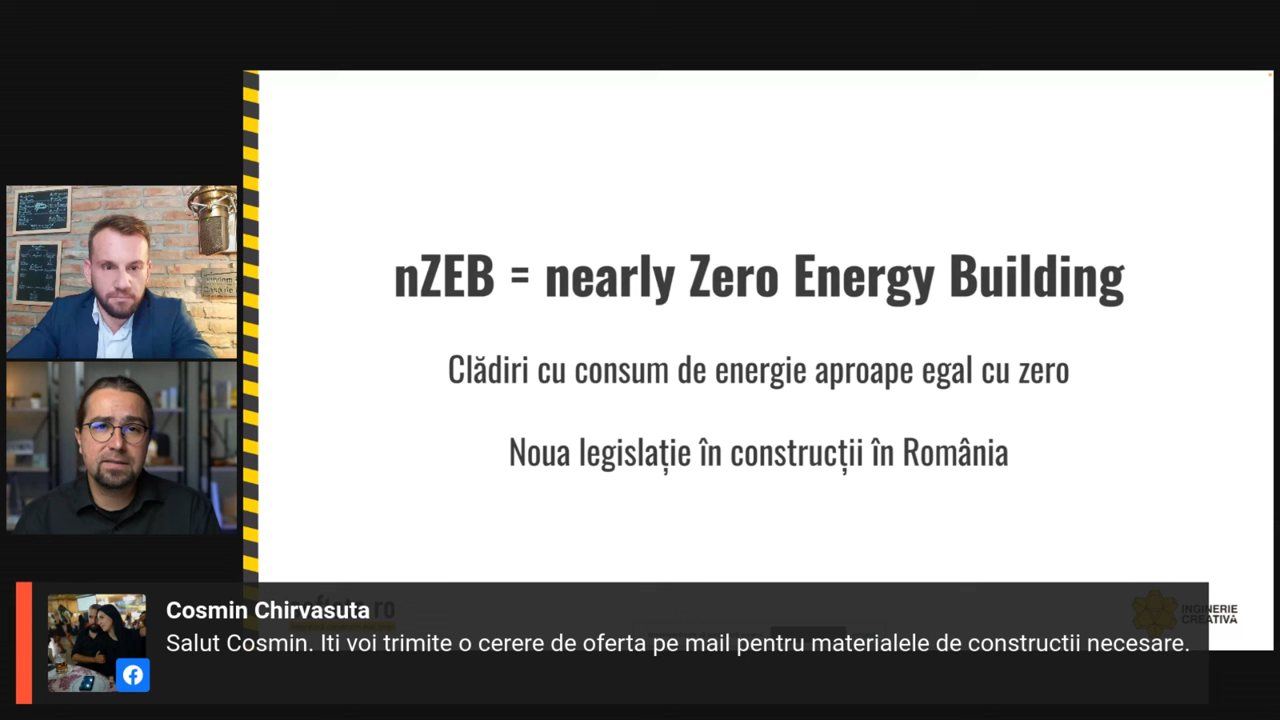 nZEB = nearly Zero Energy Building
Clădiri cu consum de energie aproape egal cu zero
Noua legislație în construcții în România
INGINERIE
CREATIVĂ
Cosmin Chirvasuta
Salut Cosmin. Iti voi trimite o cerere de oferta pe mail pentru materialele de constructii necesare.